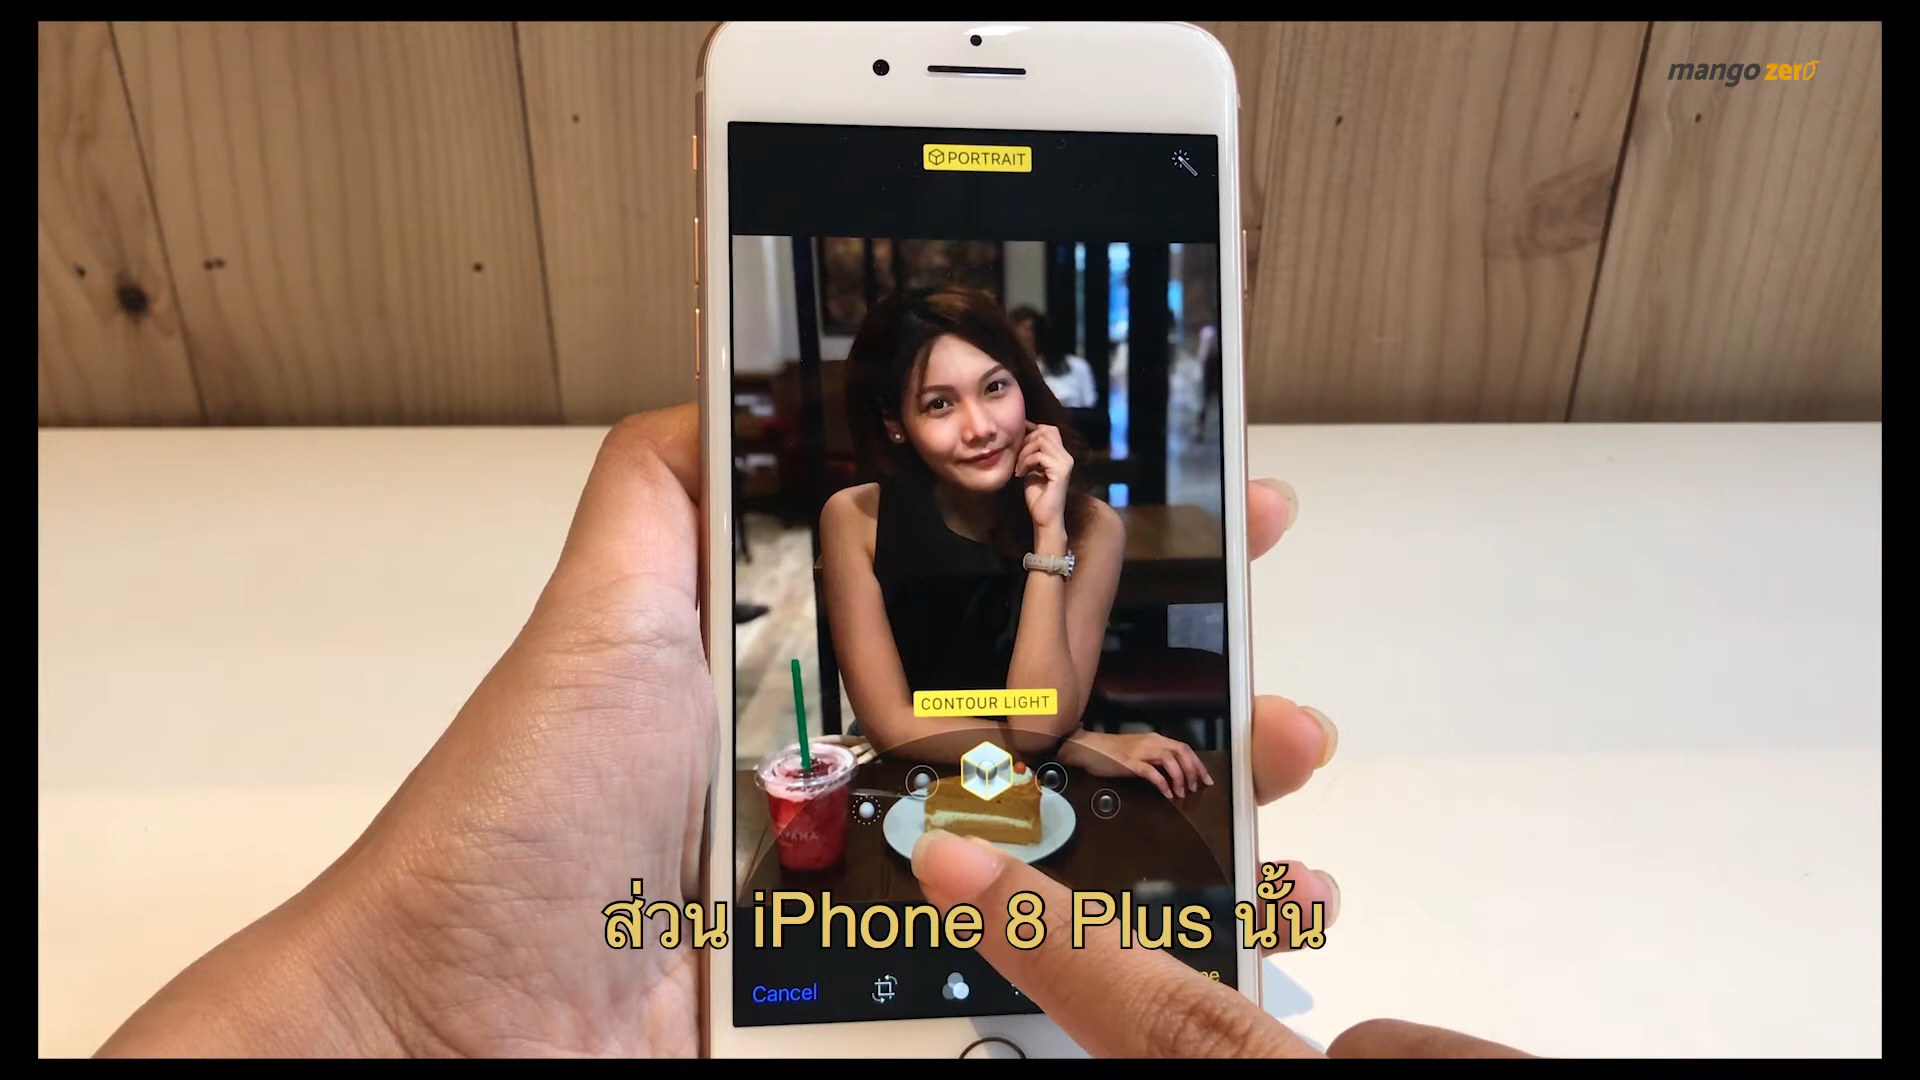 mango zero
PORTRAIT
CONTOUR LIGHT
ส่วน iPhone 8 Plus นั้น
Cancel